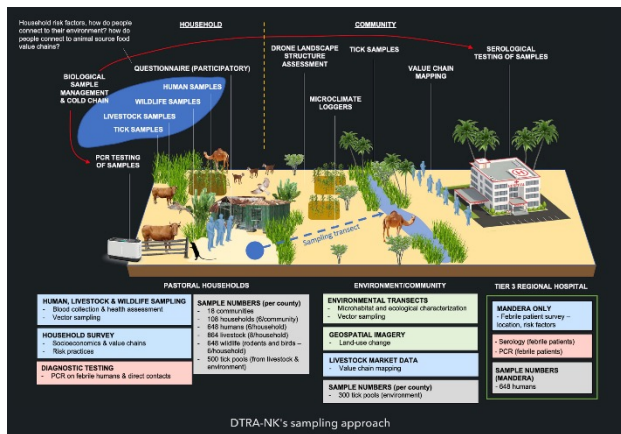 Household risk factors, how do people
connect to their environment? how do
people connect to animal source food
value chains?
HOUSEHOLD
COMMUNITY
BIOLOGICAL
SAMPLE
MANAGEMENT
& COLD CHAIN
QUESTIONNAIRE (PARTICIPATORY)
HUMAN SAMPLES
WILDLIFE SAMPLES
LIVESTOCK SAMPLES
TICK SAMPLES
PCR TESTING
OF SAMPLES
DRONE LANDSCAPE
STRUCTURE
ASSESSMENT
MICROCLIMATE
LOGGERS
TICK SAMPLES
VALUE CHAIN
MAPPING
SEROLOGICAL
TESTING OF SAMPLES
Sampling transect
PASTORAL HOUSEHOLDS
HUMAN, LIVESTOCK & WILDLIFE SAMPLING
- Blood collection & health assessment
- Vector sampling
HOUSEHOLD SURVEY
- Socioeconomics & value chains
- Risk practices
DIAGNOSTIC TESTING
- PCR on febrile humans & direct contacts
SAMPLE NUMBERS (per county)
- 18 communities
- 108 households (6/community)
- 648 humans (6/household)
- 864 livestock (8/household)
- 648 wildlife (rodents and birds –
6/household)
- 500 tick pools (from livestock &
environment)
ENVIRONMENT/COMMUNITY
ENVIRONMENTAL TRANSECTS
- Microhabitat and ecological characterization
- Vector sampling
GEOSPATIAL IMAGERY
- Land-use change
LIVESTOCK MARKET DATA
- Value chain mapping
SAMPLE NUMBERS (per county)
- 300 tick pools (environment)
TIER 3 REGIONAL HOSPITAL
MANDERA ONLY
- Febrile patient survey –
location, risk factors
- Serology (febrile patients)
- PCR (febrile patients)
SAMPLE NUMBERS
(MANDERA)
- 648 humans
DTRA-NK's sampling approach